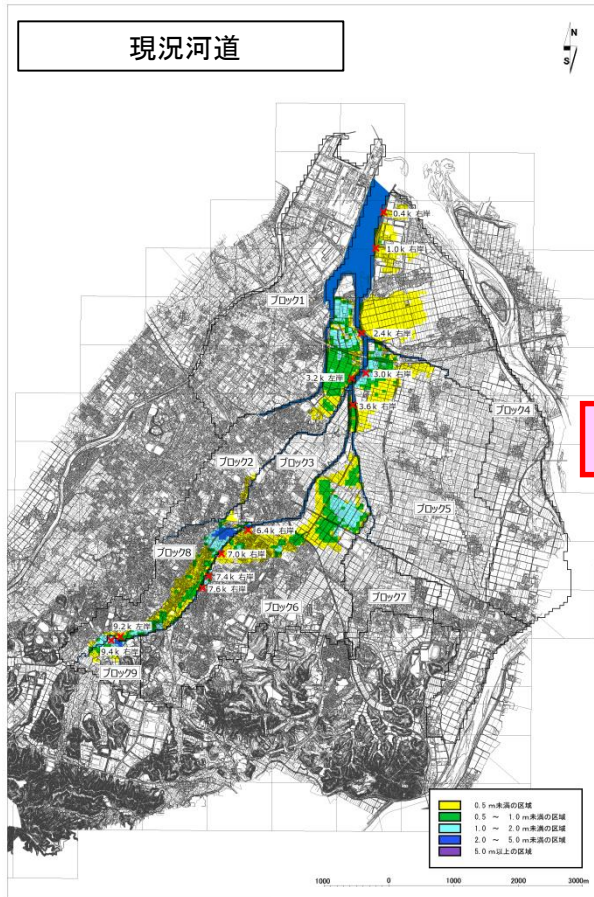 現況河道
N
S
0.4k 右岸
1.0k 右岸
ブロック1
2.4k 右岸
3.0k 右岸
3.2k 左岸
3.6k 右岸
ブロック4
ブロック2
ブロック3
ブロック5
6.4k 右岸
ブロック8
7.0k 右岸
7.4k 右岸
7.6k 右岸
ブロック7
ブロック6
9.2k 左岸
9.4k 右岸
ブロック9
0.5 m未満の区域
0.5 ～ 1.0 m未満の区域
1.0 ～ 2.0 m未満の区域
2.0 ～ 5.0 m未満の区域
5.0 m以上の区域
1000 0 1000 2000 3000m